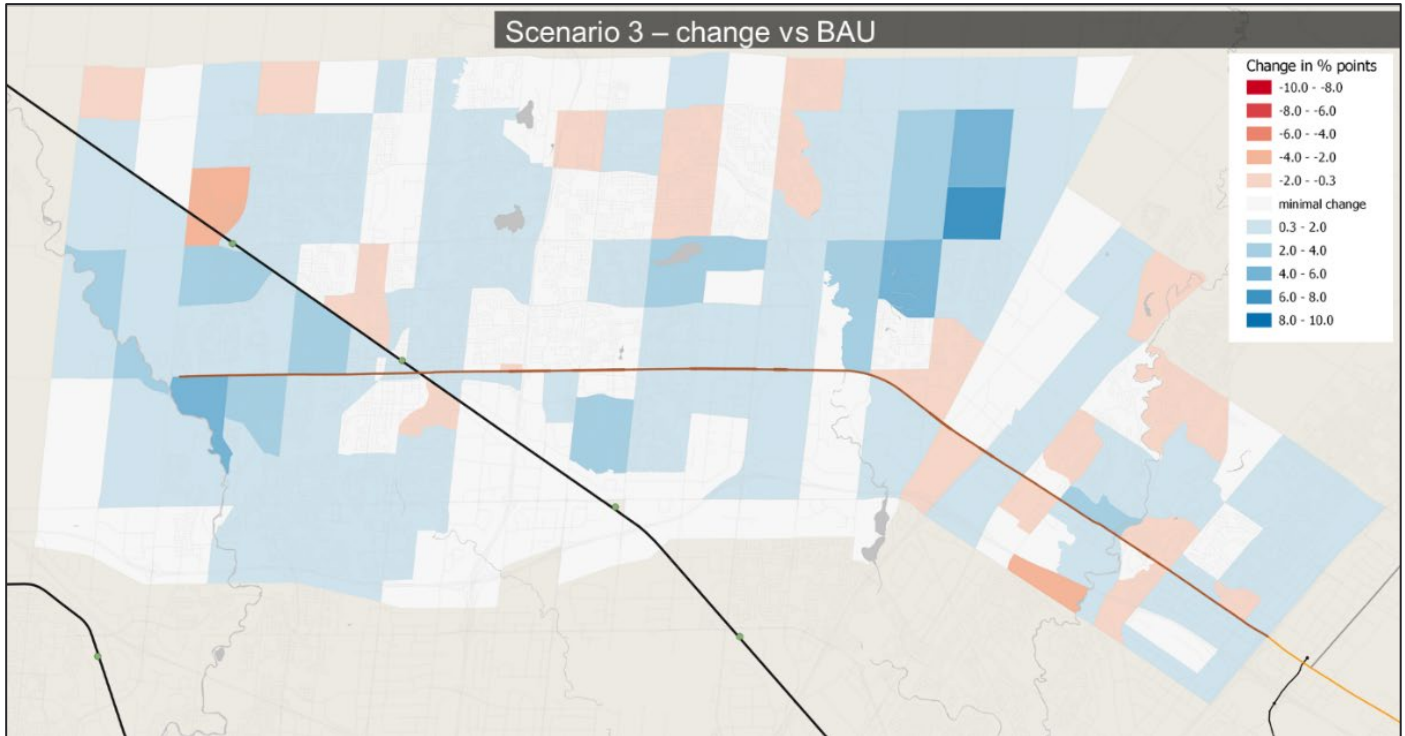 Scenario 3 – change vs BAU
Change in % points
-10.0 - -8.0
-8.0 - -6.0
-6.0 - -4.0
-4.0 - -2.0
-2.0 - -0.3
minimal change
0.3 - 2.0
2.0 - 4.0
4.0 - 6.0
6.0 - 8.0
8.0 - 10.0